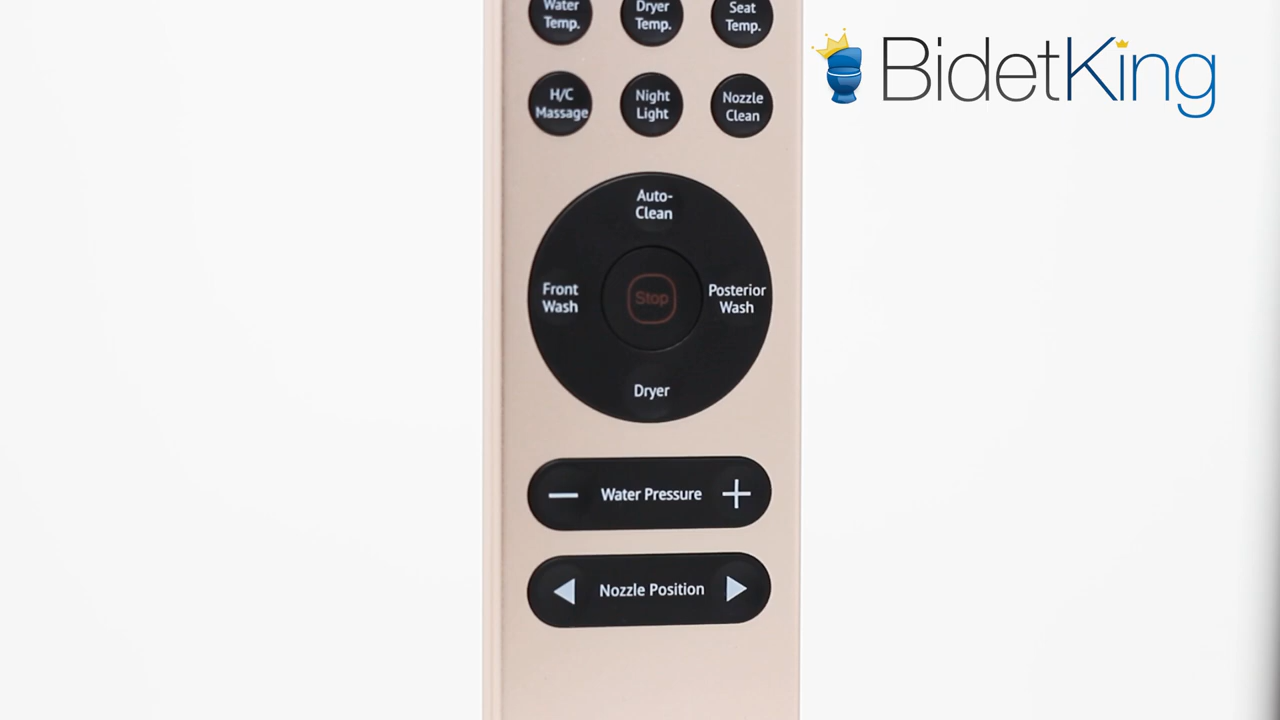 Water
Temp.
Dryer
Temp.
Seat
Temp.
BidetKing
H/C
Massage
Night
Light
Nozzle
Clean
Auto-
Clean
Front
Wash
Stop
Posterior
Wash
Dryer
Water Pressure
Nozzle Position